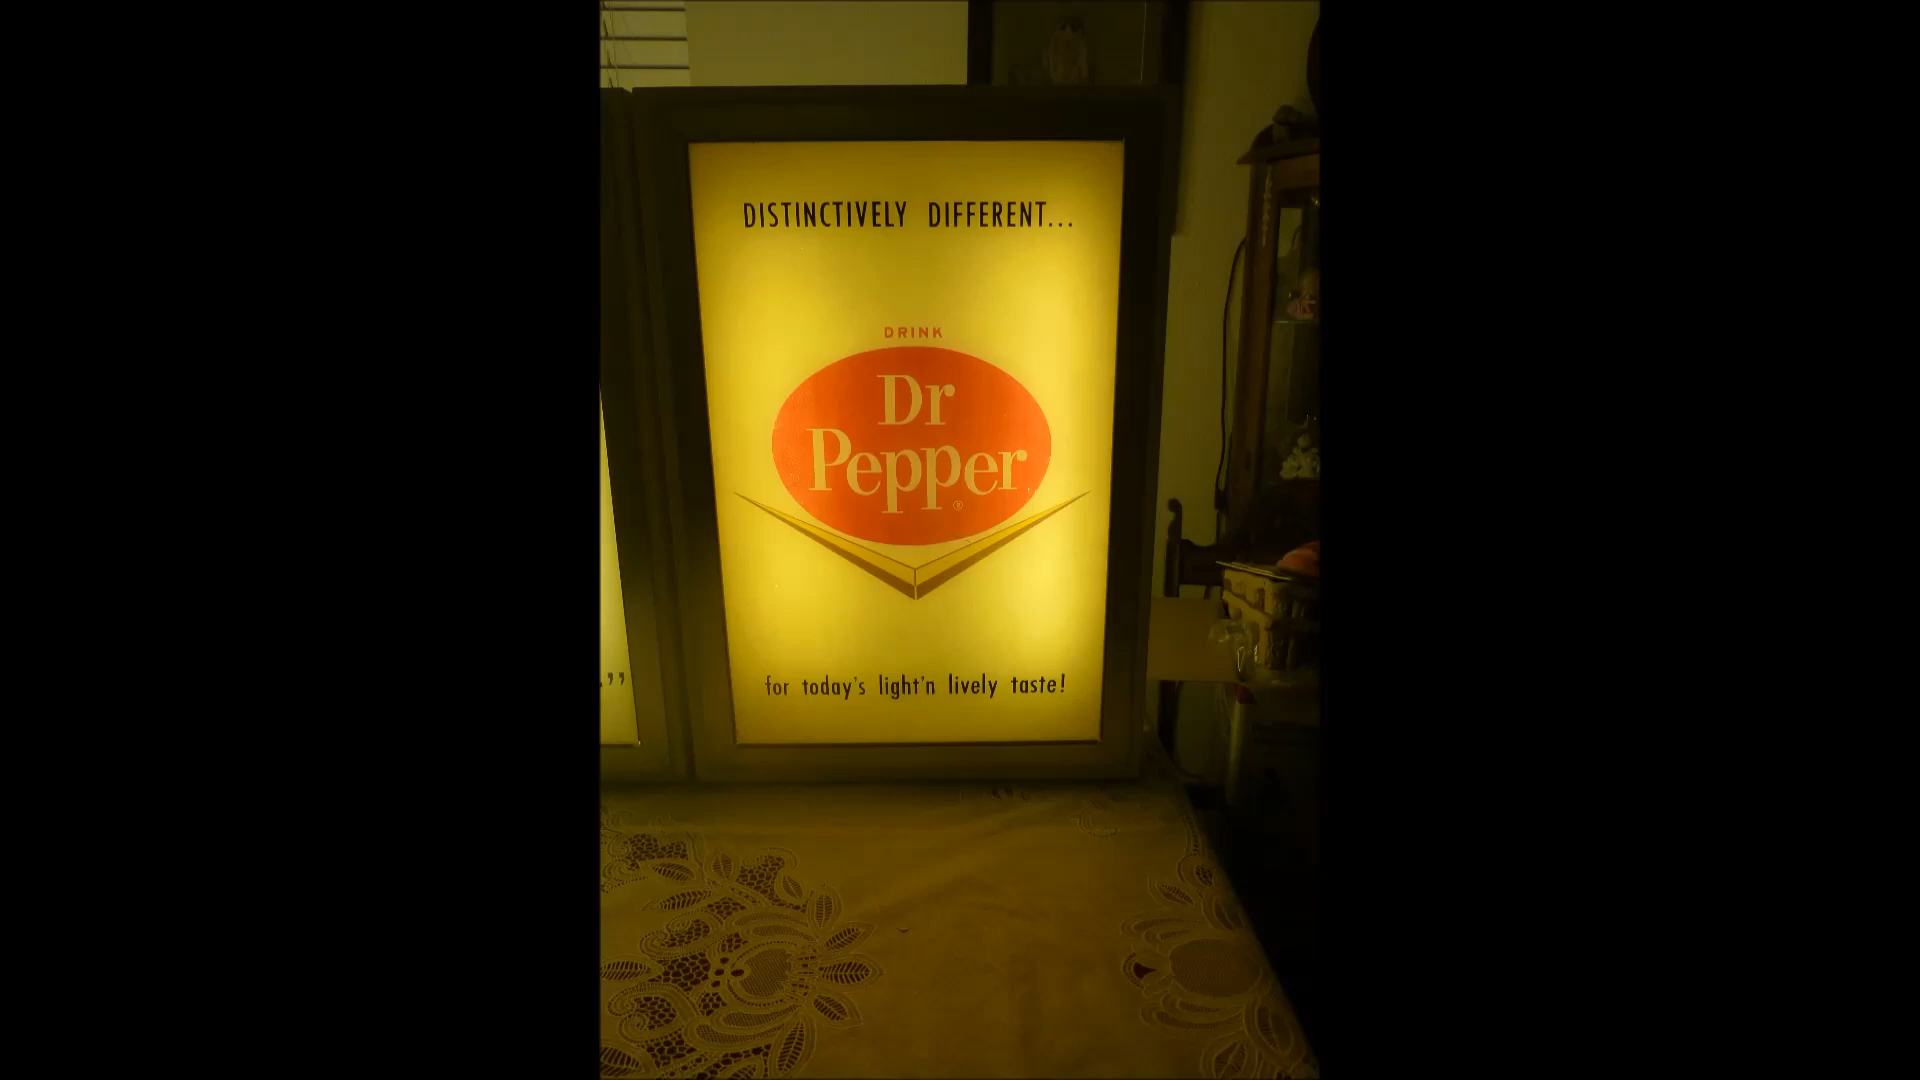 DISTINCTIVELY DIFFERENT...
DRINK
Dr
Pepper
®
for today's light'n lively taste!
,”